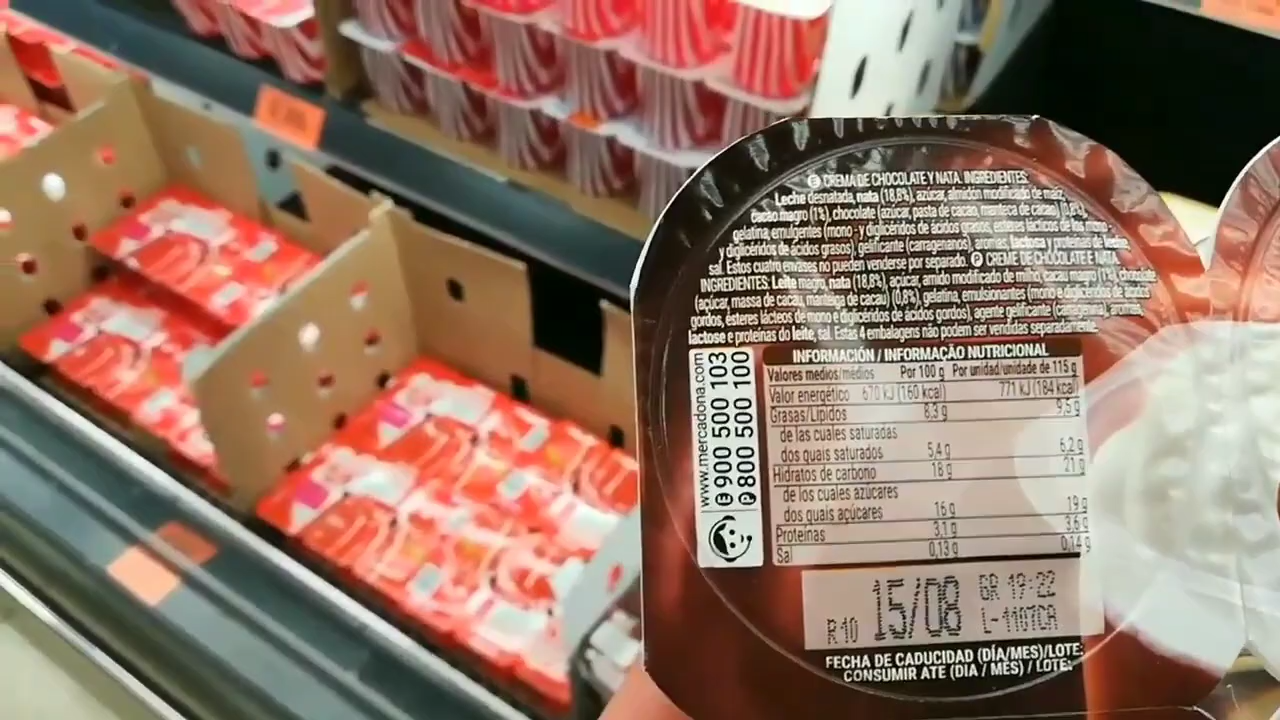 E CREMA DE CHOCOLATE Y NATA. INGREDIENTES:
Leche desnatada, nata (18,8%), azúcar, almidón modificado de maíz,
cacao magro (1%), chocolate (azúcar, pasta de cacao, manteca de cacao) (0,8%),
gelatina, emulgentes (mono- y diglicéridos de ácidos grasos, ésteres lácticos de los mono-
y diglicéridos de ácidos grasos), gelificante (carragenanos), aromas, lactosa y proteínas de leche,
sal. Estos cuatro envases no pueden venderse por separado. P CREME DE CHOCOLATE E NATA.
INGREDIENTES: Leite magro, nata (18,8%), açúcar, amido modificado de milho, cacau magro (1%), chocolate
(açúcar, massa de cacau, manteiga de cacau) (0,8%), gelatina, emulsionantes (mono e diglicéridos de ácidos
gordos, ésteres lácteos de mono e diglicéridos de ácidos gordos), agente gelificante (carragenina), aromas,
lactose e proteínas do leite, sal. Estas 4 embalagens não podem ser vendidas separadamente.
www.mercadona.com
E 900 500 103
P 800 500 100
INFORMACIÓN / INFORMAÇÃO NUTRICIONAL
Valores medios/médios Por 100 g Por unidad/unidade de 115 g
Valor energético 670 kJ (160 kcal) 771 kJ (184 kcal)
Grasas/Lípidos 8,3 g 9,5 g
de las cuales saturadas
dos quais saturados 5,4 g 6,2 g
Hidratos de carbono 18 g 21 g
de los cuales azúcares
dos quais açúcares 16 g 19 g
Proteínas 3,1 g 3,6 g
Sal 0,13 g 0,14 g
R10 15/08 GR 19:22
L-1107CA
FECHA DE CADUCIDAD (DÍA/MES)/LOTE:
CONSUMIR ATÉ (DIA / MÊS) / LOTE: